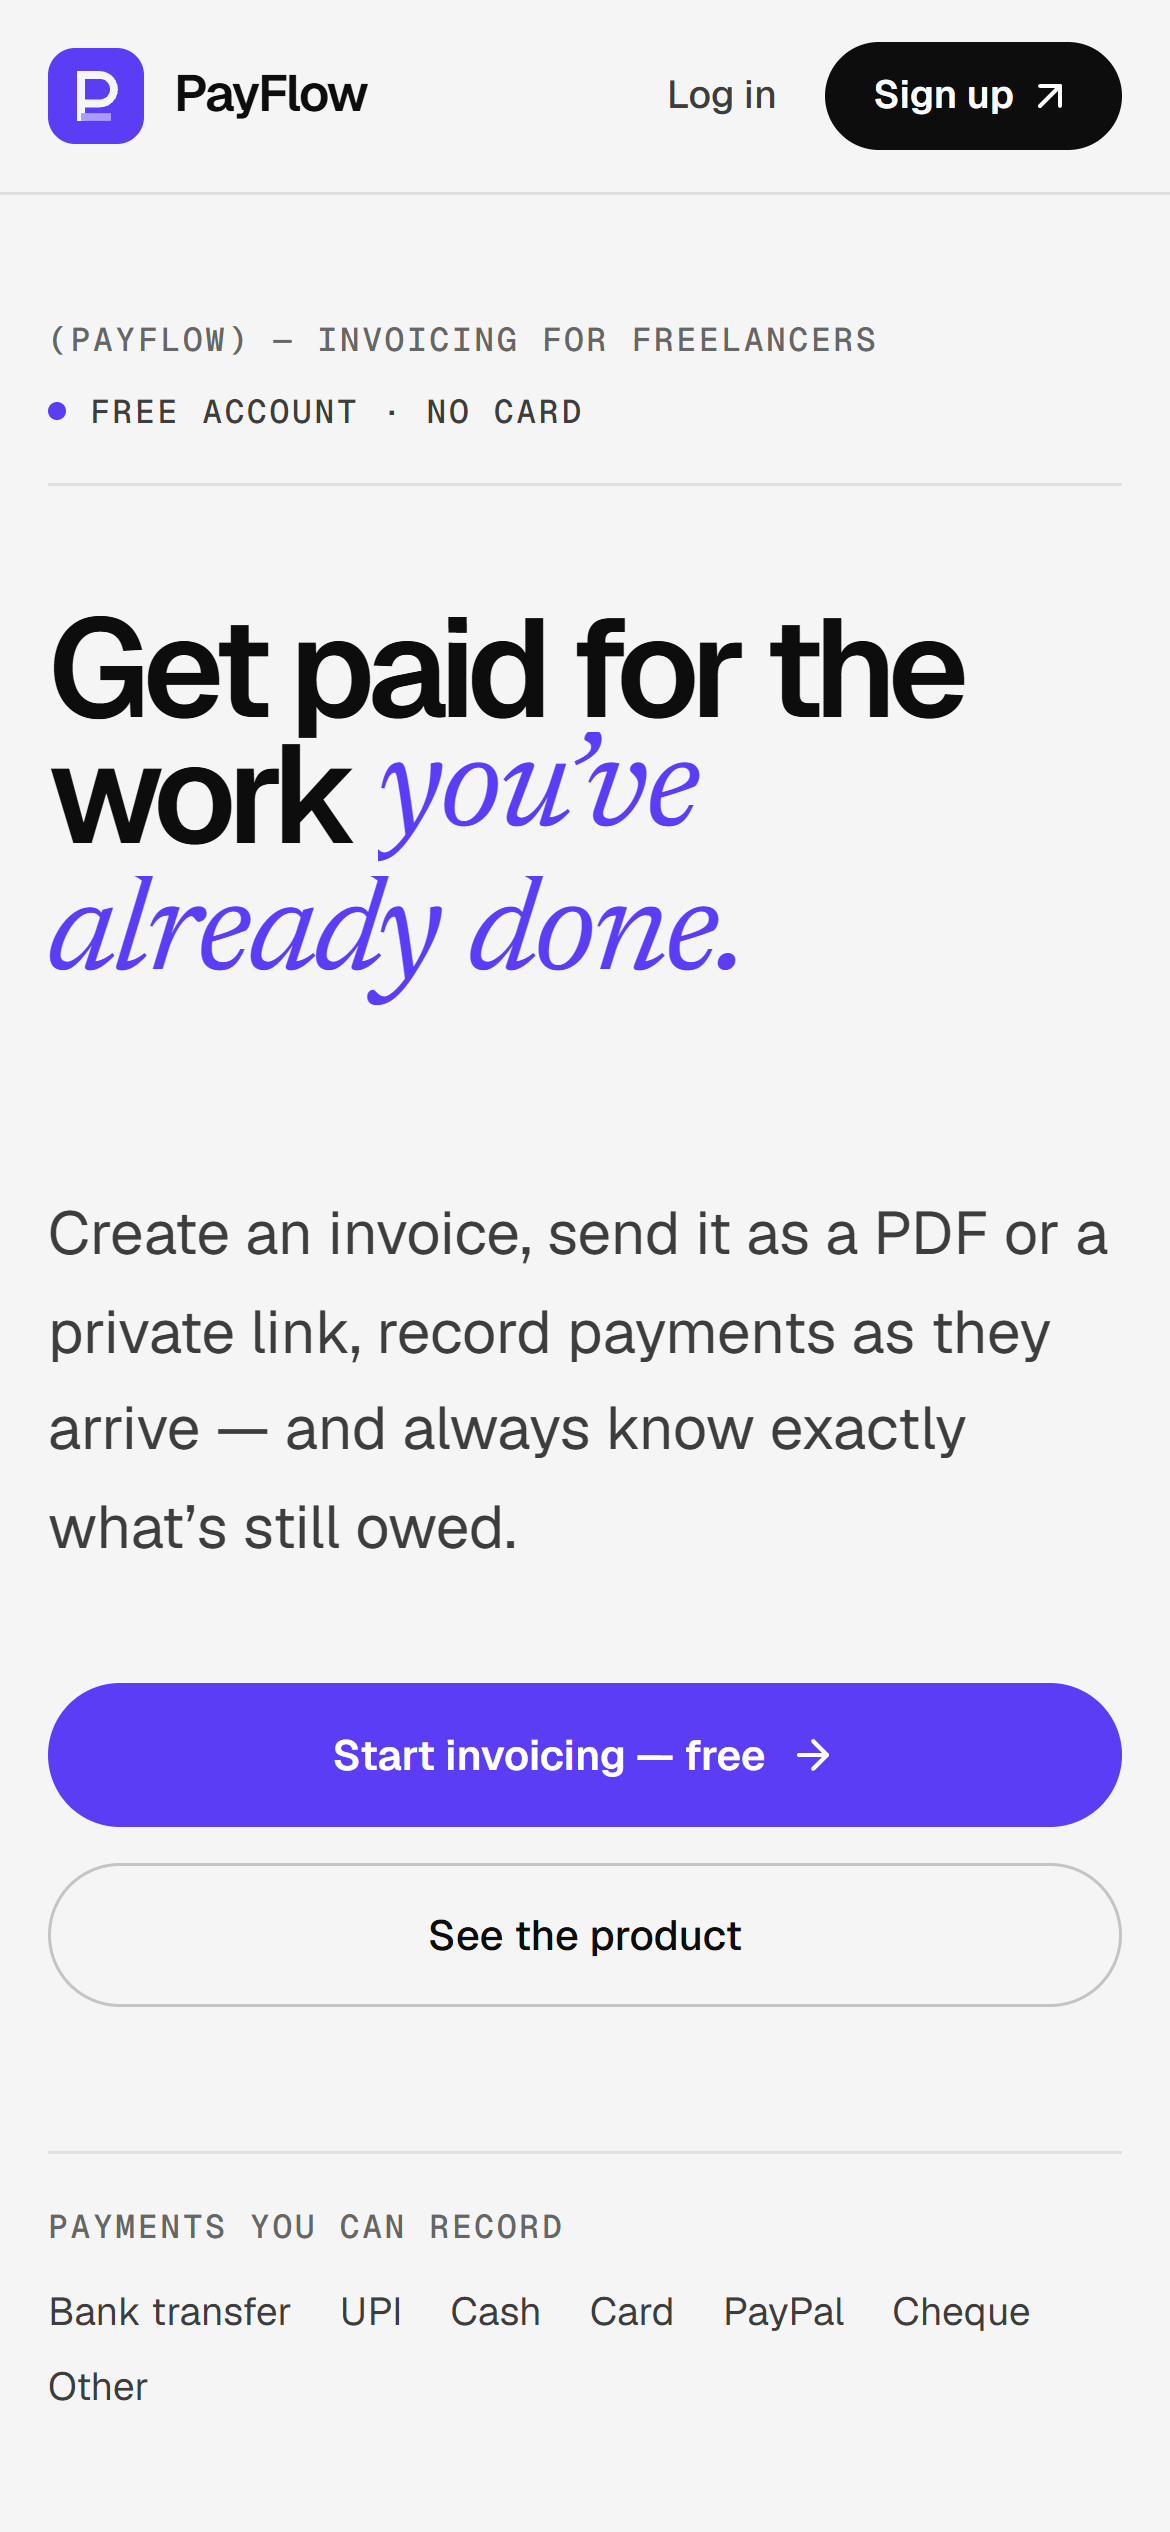 PayFlow
Log in
Sign up
(PAYFLOW) — INVOICING FOR FREELANCERS
FREE ACCOUNT · NO CARD
Get paid for the
work you’ve
already done.
Create an invoice, send it as a PDF or a
private link, record payments as they
arrive — and always know exactly
what’s still owed.
Start invoicing — free
See the product
PAYMENTS YOU CAN RECORD
Bank transfer UPI Cash Card PayPal Cheque
Other